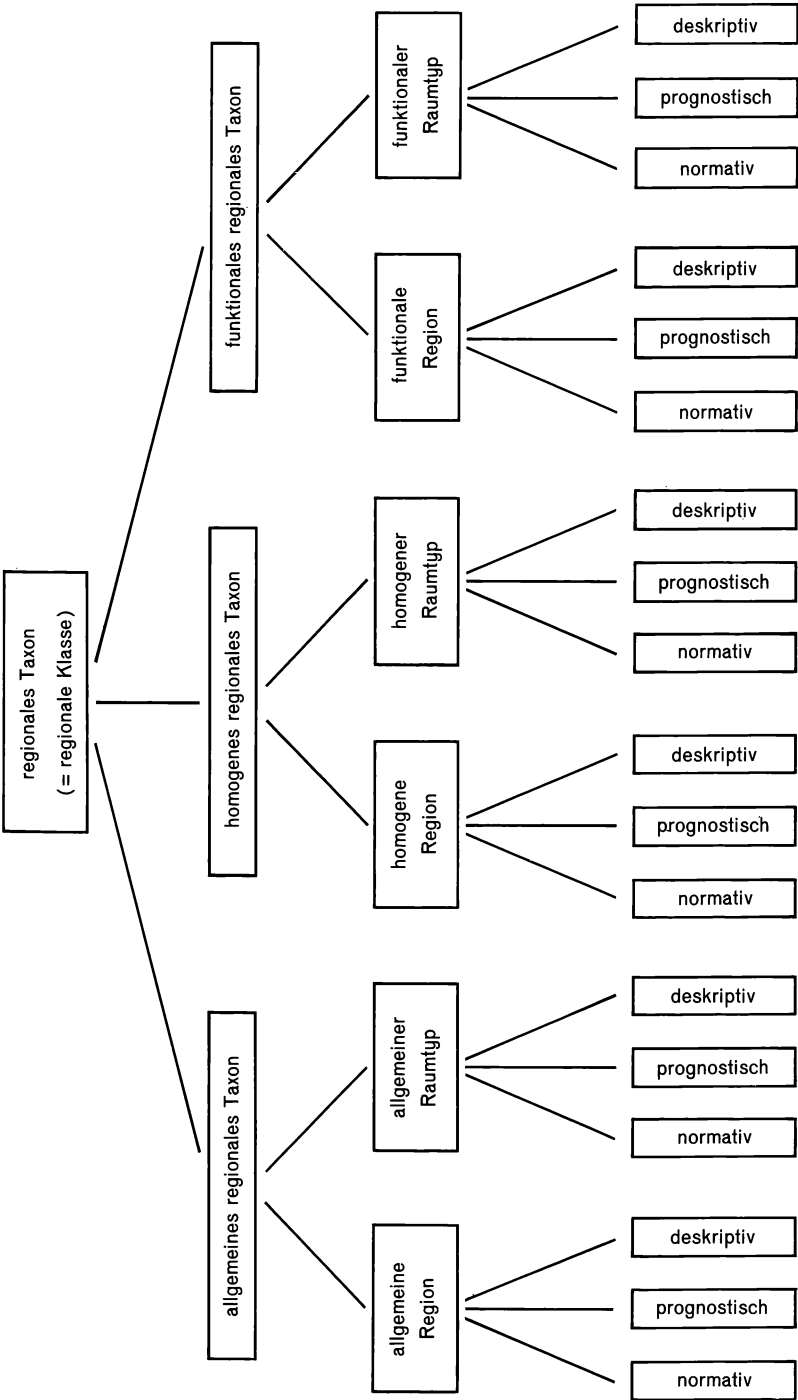 regionales Taxon
(= regionale Klasse)
funktionales regionales Taxon
funktionaler
Raumtyp
deskriptiv
prognostisch
normativ
funktionale
Region
deskriptiv
prognostisch
normativ
homogenes regionales Taxon
homogener
Raumtyp
deskriptiv
prognostisch
normativ
homogene
Region
deskriptiv
prognostisch
normativ
allgemeines regionales Taxon
allgemeiner
Raumtyp
deskriptiv
prognostisch
normativ
allgemeine
Region
deskriptiv
prognostisch
normativ